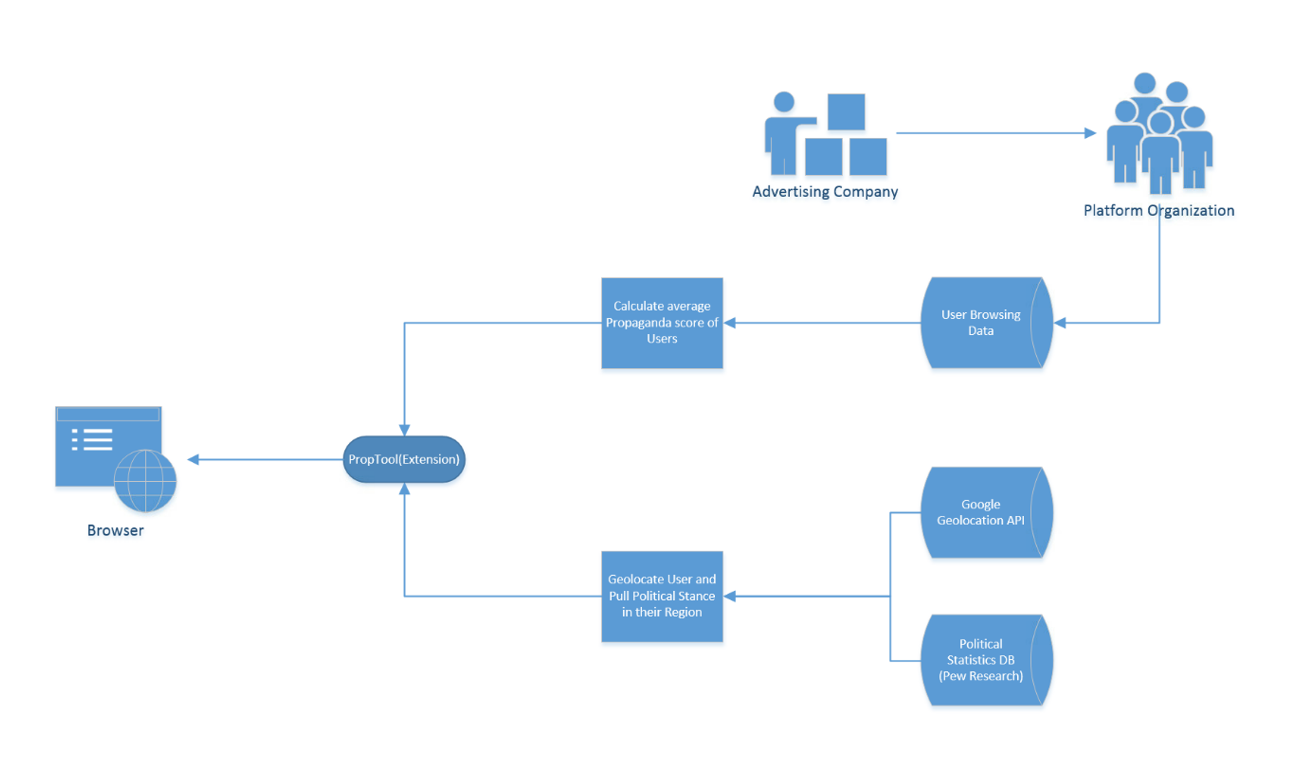 Advertising Company
Platform Organization
Calculate average
Propaganda score of
Users
User Browsing
Data
PropTool(Extension)
Browser
Google
Geolocation API
Geolocate User and
Pull Political Stance
in their Region
Political
Statistics DB
(Pew Research)